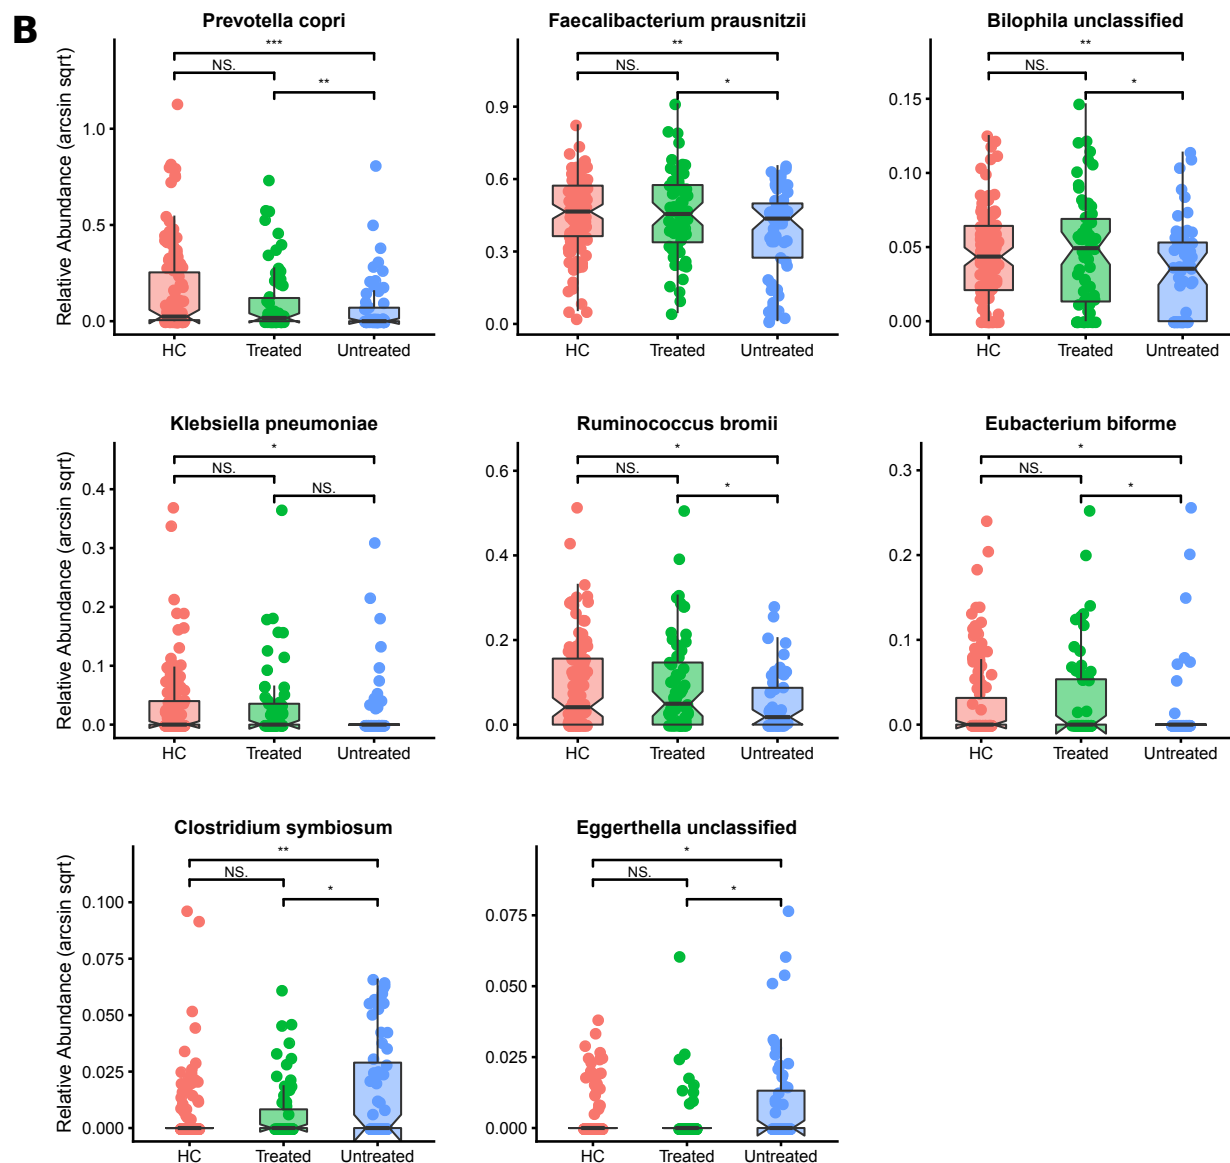 B
Prevotella copri
Faecalibacterium prausnitzii
Bilophila unclassified
Relative Abundance (arcsin sqrt)
***
NS.
**
1.0
0.5
0.0
HC Treated Untreated
**
NS.
*
0.9
0.6
0.3
0.0
HC Treated Untreated
**
NS.
*
0.15
0.10
0.05
0.00
HC Treated Untreated
Klebsiella pneumoniae
Ruminococcus bromii
Eubacterium biforme
Relative Abundance (arcsin sqrt)
*
NS.
NS.
0.4
0.3
0.2
0.1
0.0
HC Treated Untreated
*
NS.
*
0.6
0.4
0.2
0.0
HC Treated Untreated
*
NS.
*
0.3
0.2
0.1
0.0
HC Treated Untreated
Clostridium symbiosum
Eggerthella unclassified
Relative Abundance (arcsin sqrt)
**
NS.
*
0.100
0.075
0.050
0.025
0.000
HC Treated Untreated
*
NS.
*
0.075
0.050
0.025
0.000
HC Treated Untreated